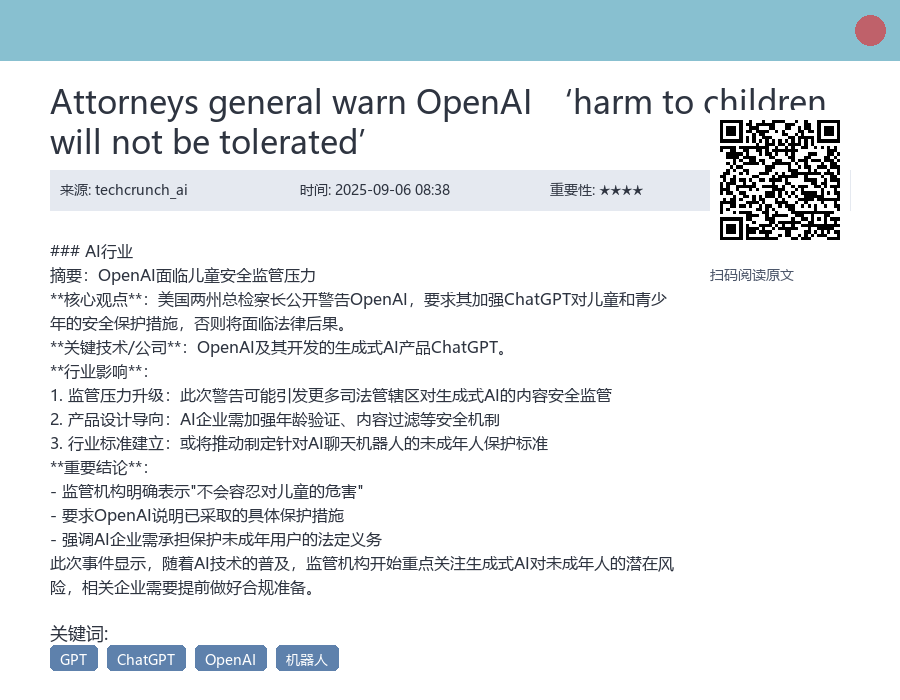 Attorneys general warn OpenAI ‘harm to children
will not be tolerated’
来源: techcrunch_ai 时间: 2025-09-06 08:38 重要性: ★★★★
扫码阅读原文
### AI行业
摘要：OpenAI面临儿童安全监管压力
**核心观点**：美国两州总检察长公开警告OpenAI，要求其加强ChatGPT对儿童和青少
年的安全保护措施，否则将面临法律后果。
**关键技术/公司**：OpenAI及其开发的生成式AI产品ChatGPT。
**行业影响**：
1. 监管压力升级：此次警告可能引发更多司法管辖区对生成式AI的内容安全监管
2. 产品设计导向：AI企业需加强年龄验证、内容过滤等安全机制
3. 行业标准建立：或将推动制定针对AI聊天机器人的未成年人保护标准
**重要结论**：
- 监管机构明确表示"不会容忍对儿童的危害"
- 要求OpenAI说明已采取的具体保护措施
- 强调AI企业需承担保护未成年用户的法定义务
此次事件显示，随着AI技术的普及，监管机构开始重点关注生成式AI对未成年人的潜在风
险，相关企业需要提前做好合规准备。
关键词:
GPT ChatGPT OpenAI 机器人